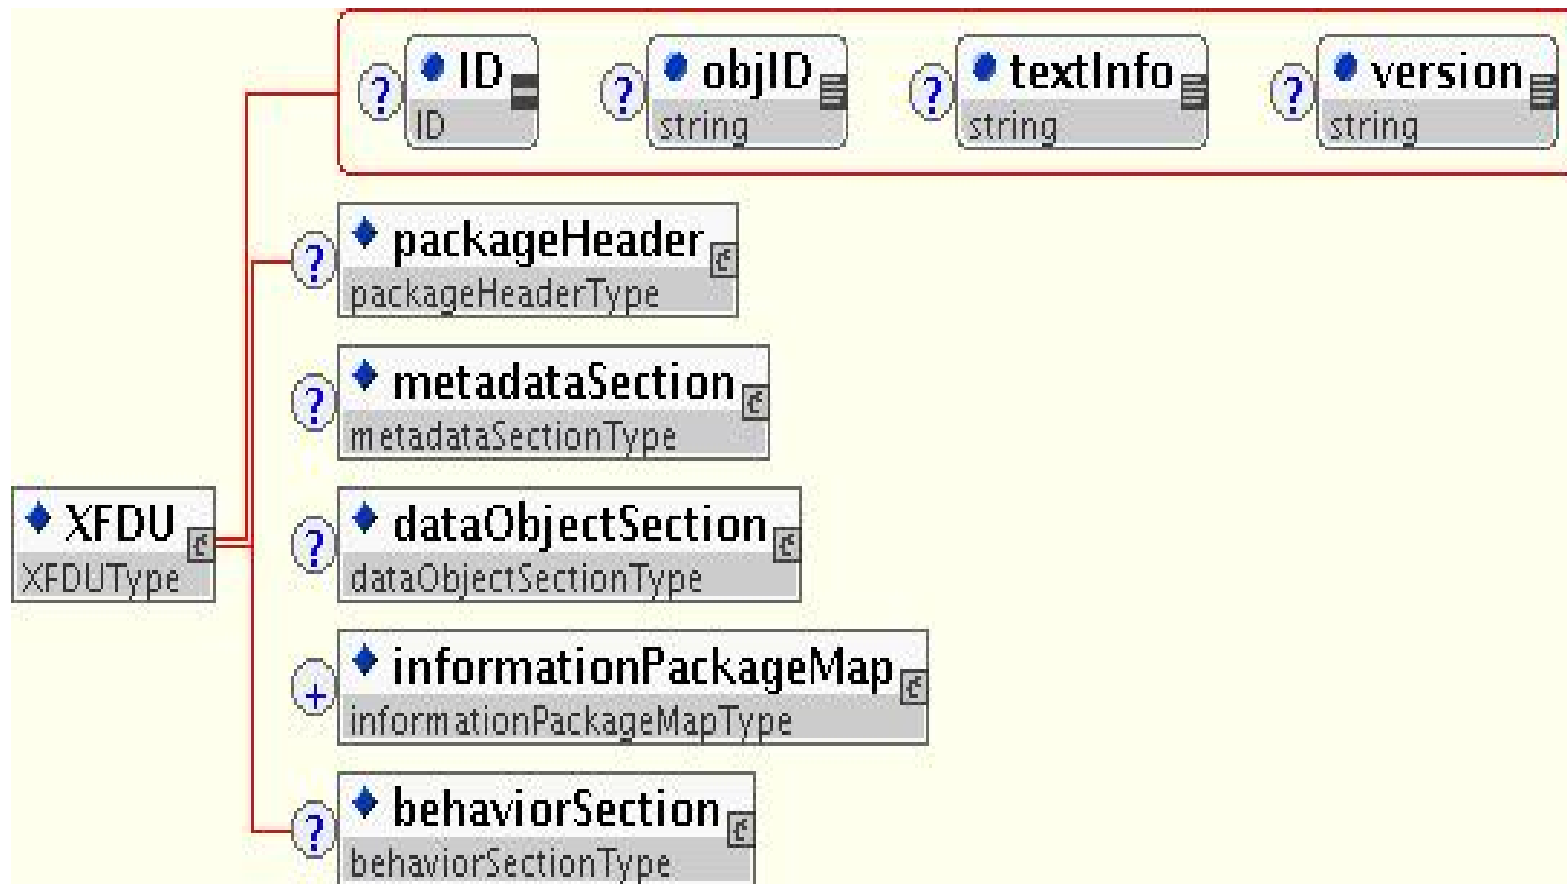 ? ID ? objID ? textInfo ? version
ID string string string
? packageHeader
packageHeaderType
? metadataSection
metadataSectionType
XFDU
XFDUType
? dataObjectSection
dataObjectSectionType
+ informationPackageMap
informationPackageMapType
? behaviorSection
behaviorSectionType